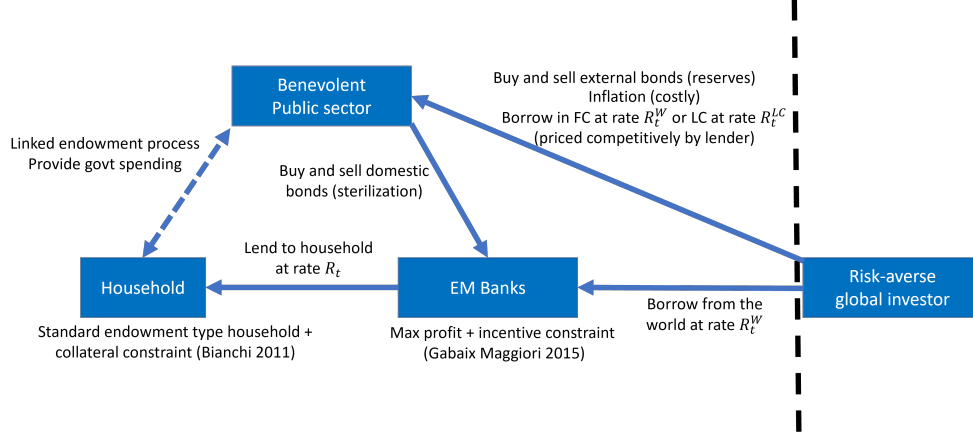 Benevolent
Public sector
Buy and sell external bonds (reserves)
Inflation (costly)
Borrow in FC at rate $R_t^W$ or LC at rate $R_t^{LC}$
(priced competitively by lender)
Linked endowment process
Provide govt spending
Buy and sell domestic
bonds (sterilization)
Lend to household
at rate $R_t$
Household
EM Banks
Risk-averse
global investor
Borrow from the
world at rate $R_t^W$
Standard endowment type household +
collateral constraint (Bianchi 2011)
Max profit + incentive constraint
(Gabaix Maggiori 2015)